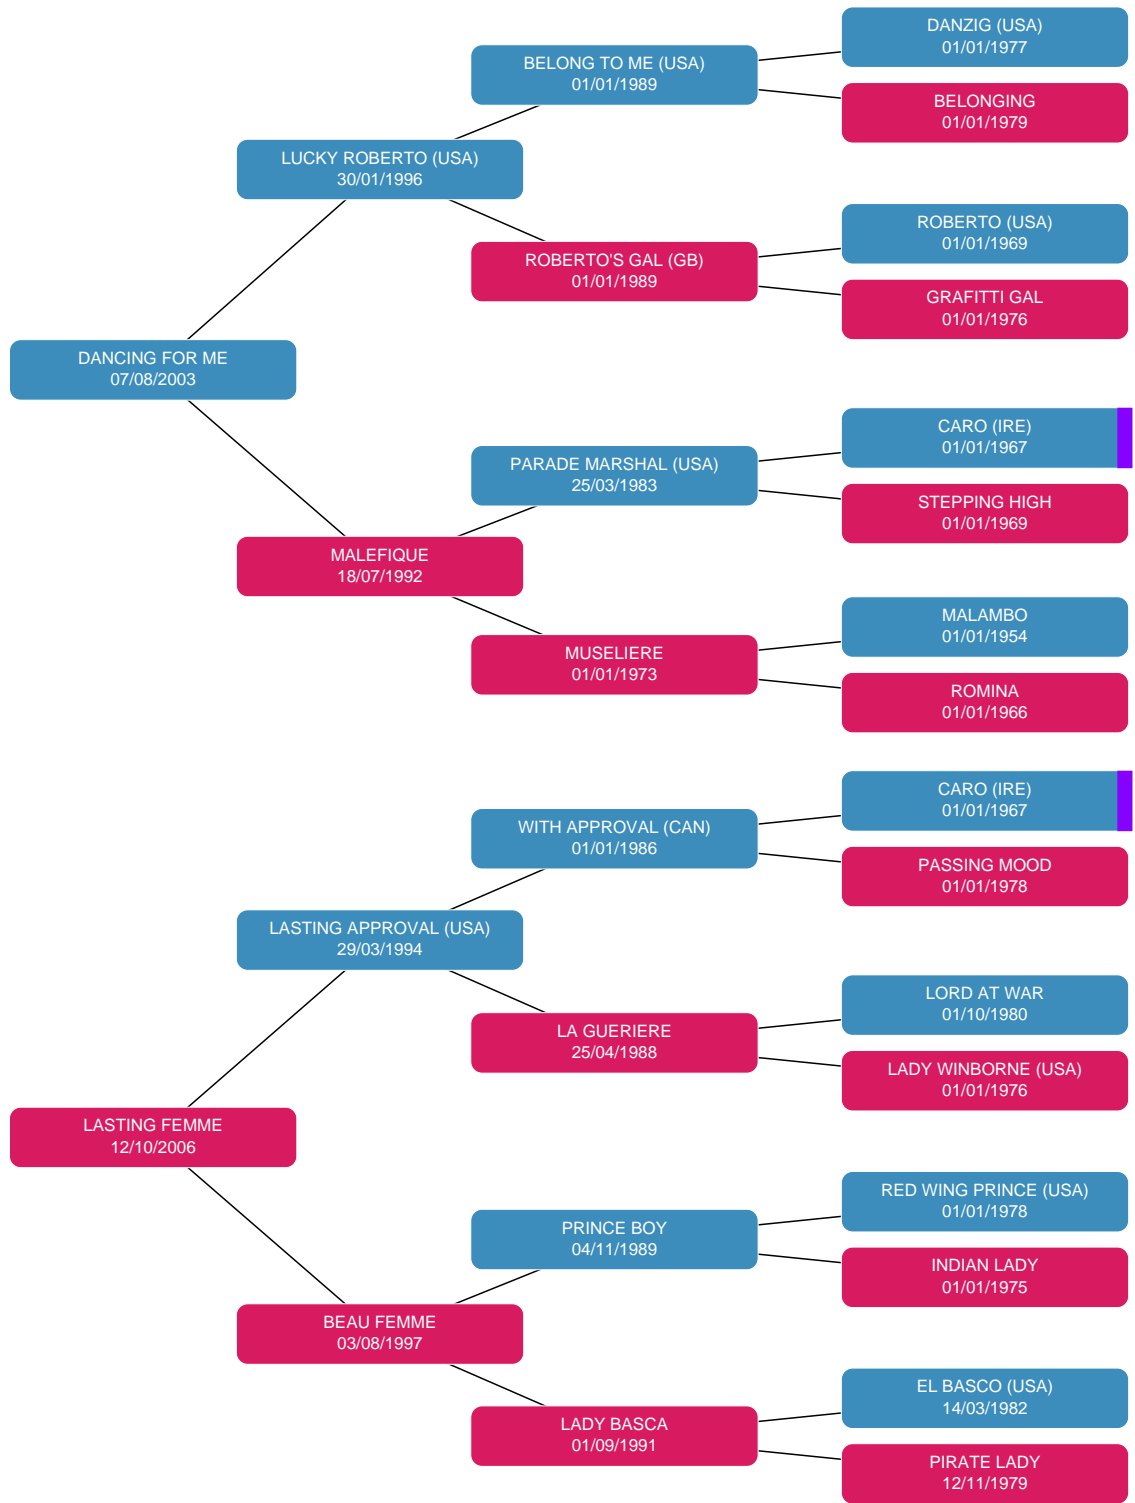 DANZIG (USA)
01/01/1977
BELONG TO ME (USA)
01/01/1989
BELONGING
01/01/1979
LUCKY ROBERTO (USA)
30/01/1996
ROBERTO (USA)
01/01/1969
ROBERTO'S GAL (GB)
01/01/1989
GRAFITTI GAL
01/01/1976
DANCING FOR ME
07/08/2003
CARO (IRE)
01/01/1967
PARADE MARSHAL (USA)
25/03/1983
STEPPING HIGH
01/01/1969
MALEFIQUE
18/07/1992
MALAMBO
01/01/1954
MUSELIERE
01/01/1973
ROMINA
01/01/1966
CARO (IRE)
01/01/1967
WITH APPROVAL (CAN)
01/01/1986
PASSING MOOD
01/01/1978
LASTING APPROVAL (USA)
29/03/1994
LORD AT WAR
01/10/1980
LA GUERIERE
25/04/1988
LADY WINBORNE (USA)
01/01/1976
LASTING FEMME
12/10/2006
RED WING PRINCE (USA)
01/01/1978
PRINCE BOY
04/11/1989
INDIAN LADY
01/01/1975
BEAU FEMME
03/08/1997
EL BASCO (USA)
14/03/1982
LADY BASCA
01/09/1991
PIRATE LADY
12/11/1979